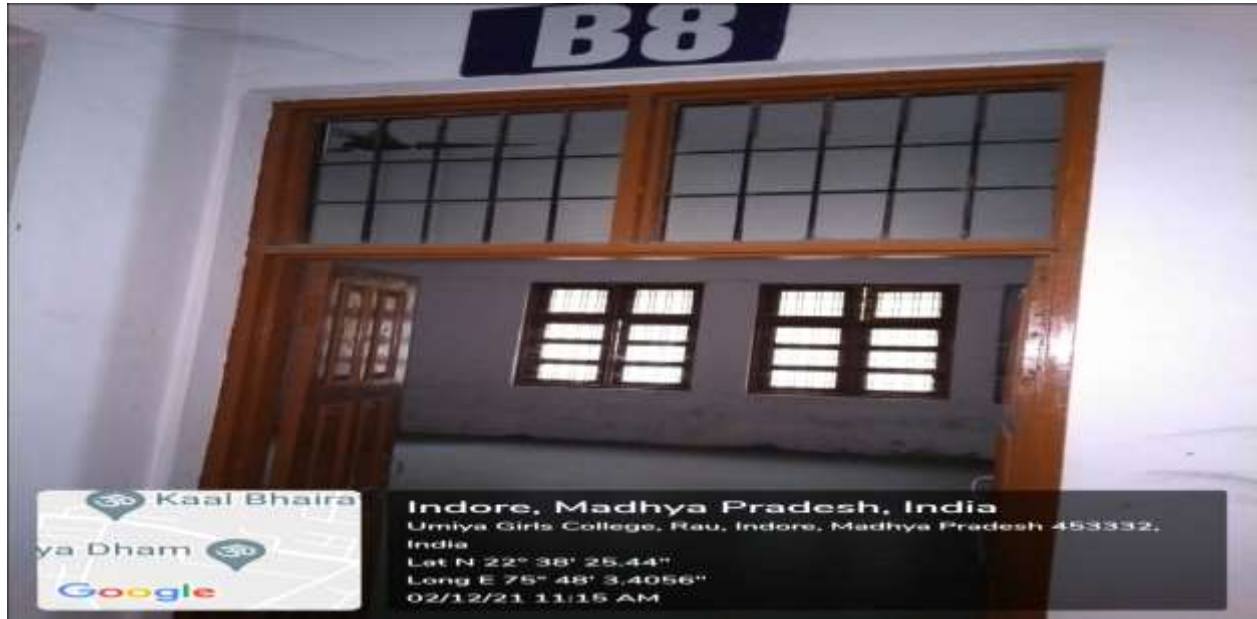 B8
Kaal Bhaira
ya Dham
Google
Indore, Madhya Pradesh, India
Umiya Girls College, Rau, Indore, Madhya Pradesh 453332,
India
Lat N 22° 38' 25.44"
Long E 75° 48' 3.4056"
02/12/21 11:15 AM